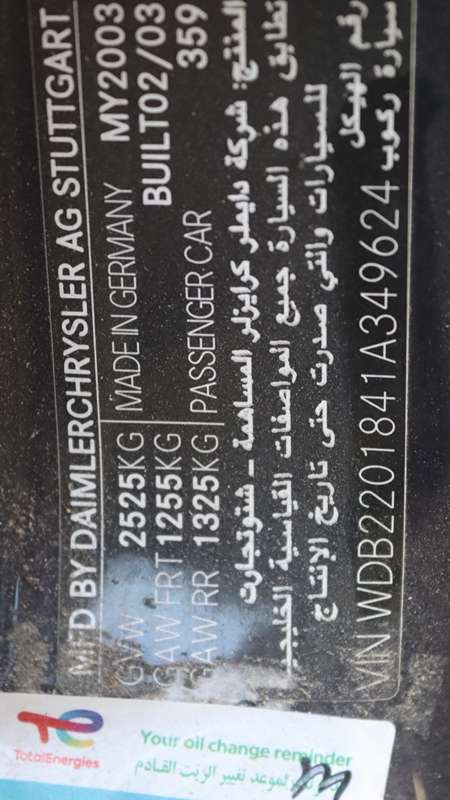 MFD BY DAIMLERCHRYSLER AG STUTTGART
GVW 2525KG MADE IN GERMANY MY2003
GAW FRT 1255KG BUILT02/03
GAW RR 1325KG PASSENGER CAR 359
المنتج: شركة دايملر كرايزلر المساهمة - شتوتجارت
تطابق هذه السيارة جميع المواصفات القياسية الخليجية
للسيارات والتي صدرت حتى تاريخ الإنتاج
رقم الهيكل
VIN WDB2201841A349624 سيارة ركوب
TotalEnergies
Your oil change reminder
لموعد تغيير الزيت القادم